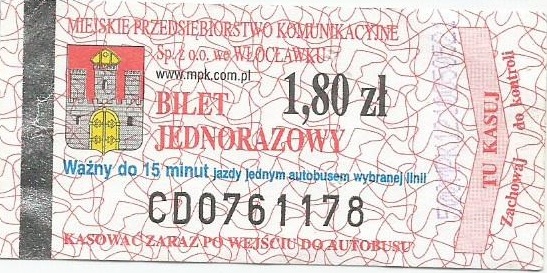 MIEJSKIE PRZEDSIĘBIORSTWO KOMUNIKACYJNE
Sp. z o.o. we WŁOCŁAWKU
www.mpk.com.pl
BILET 1,80 zł
JEDNORAZOWY
Ważny do 15 minut jazdy jednym autobusem wybranej linii
CD0761178
KASOWAĆ ZARAZ PO WEJŚCIU DO AUTOBUSU
TU KASUJ
Zachowaj do kontroli